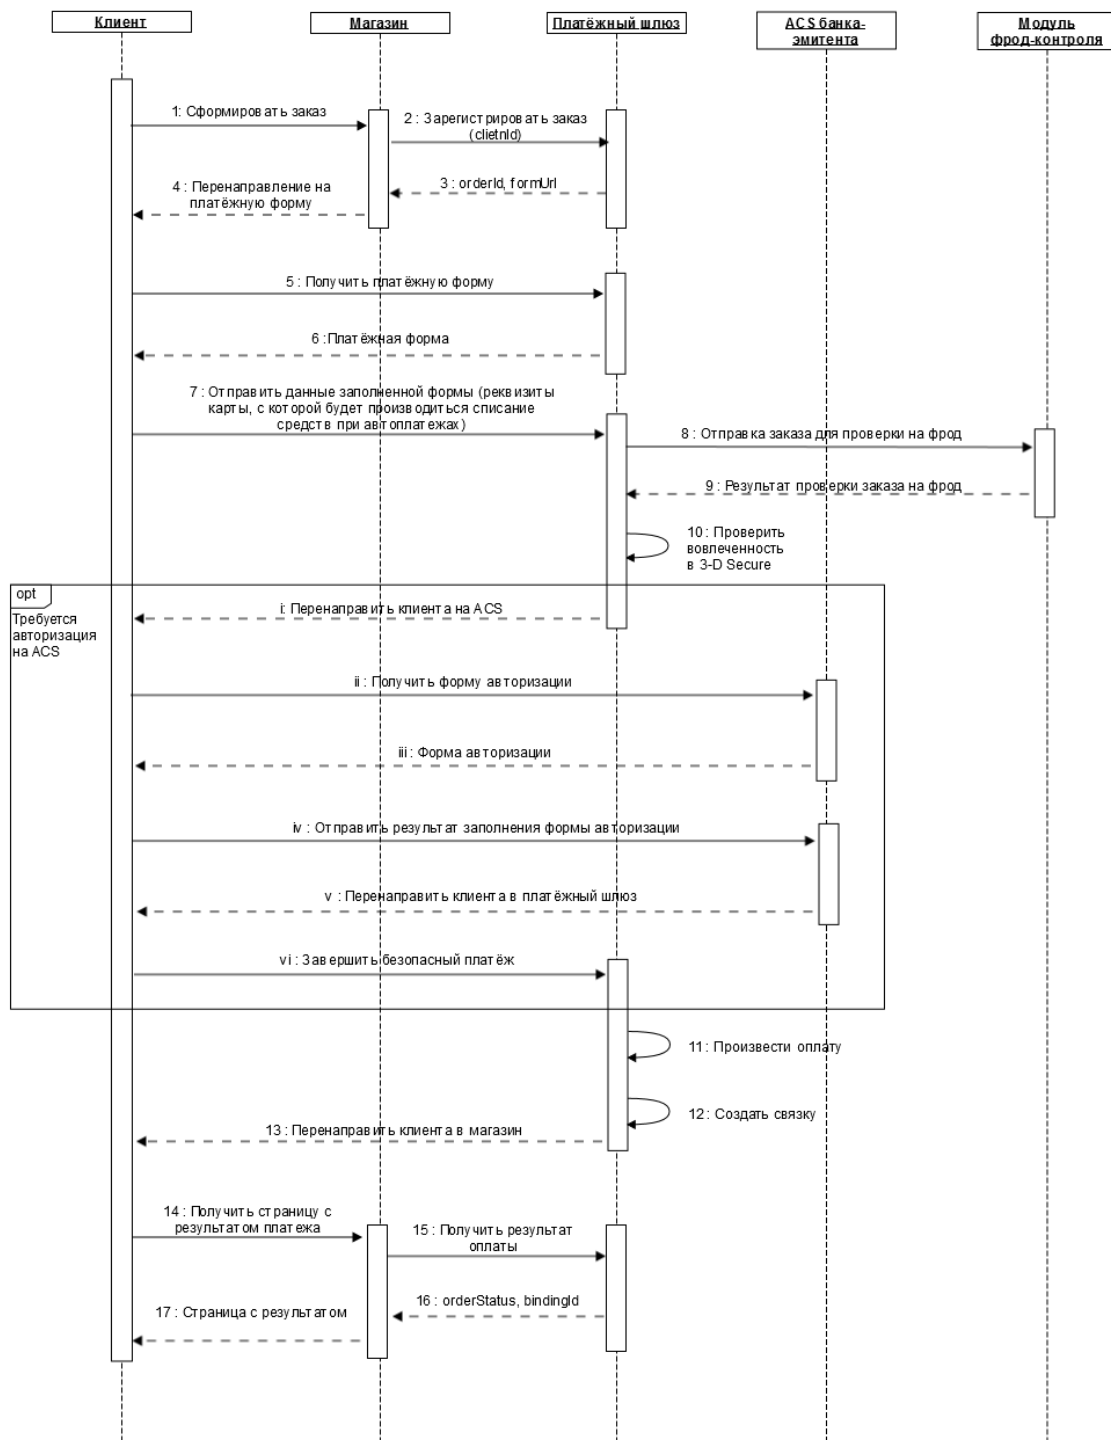 Клиент
Магазин
Платёжный шлюз
ACS банка-
эмитента
Модуль
фрод-контроля
1: Сформировать заказ
2 : Зарегистрировать заказ
(clietnId)
3 : orderId, formUrl
4 : Перенаправление на
платёжную форму
5 : Получить платёжную форму
6 :Платёжная форма
7 : Отправить данные заполненной формы (реквизиты
карты, с которой будет производиться списание
средств при автоплатежах)
8 : Отправка заказа для проверки на фрод
9 : Результат проверки заказа на фрод
10 : Проверить
вовлеченность
в 3-D Secure
opt
Требуется
авторизация
на ACS
i: Перенаправить клиента на ACS
ii : Получить форму авторизации
iii : Форма авторизации
iv : Отправить результат заполнения формы авторизации
v : Перенаправить клиента в платёжный шлюз
vi : Завершить безопасный платёж
11 : Произвести оплату
12 : Создать связку
13 : Перенаправить клиента в магазин
14 : Получить страницу с
результатом платежа
15 : Получить результат
оплаты
16 : orderStatus, bindingId
17 : Страница с результатом